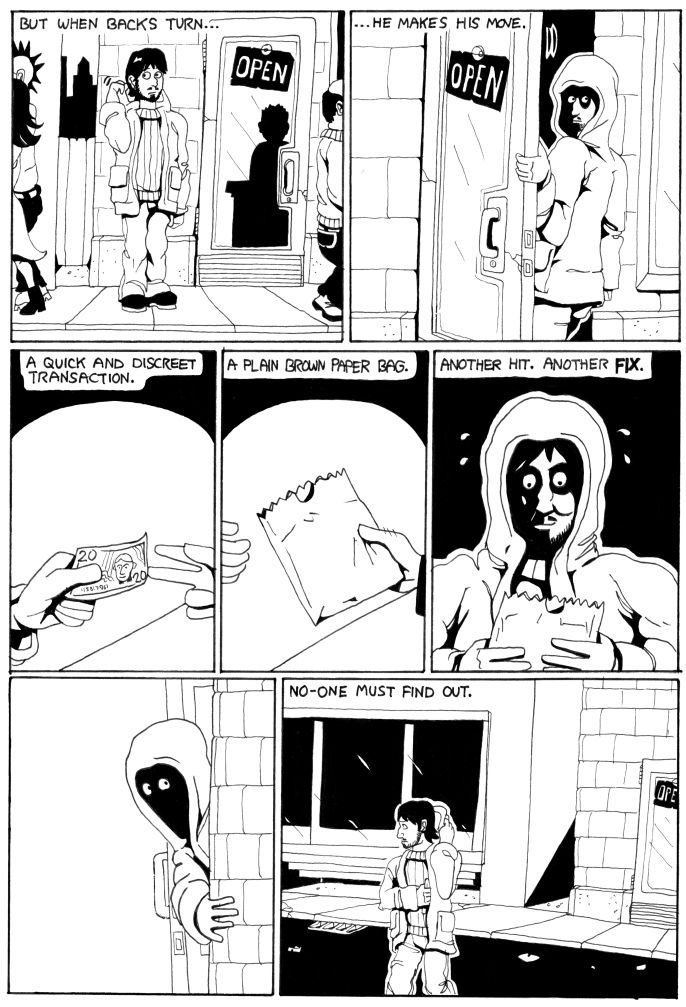 BUT WHEN BACKS TURN...
OPEN
...HE MAKES HIS MOVE.
OPEN
A QUICK AND DISCREET
TRANSACTION.
20
20
A PLAIN BROWN PAPER BAG.
ANOTHER HIT. ANOTHER FIX.
NO-ONE MUST FIND OUT.
OPE